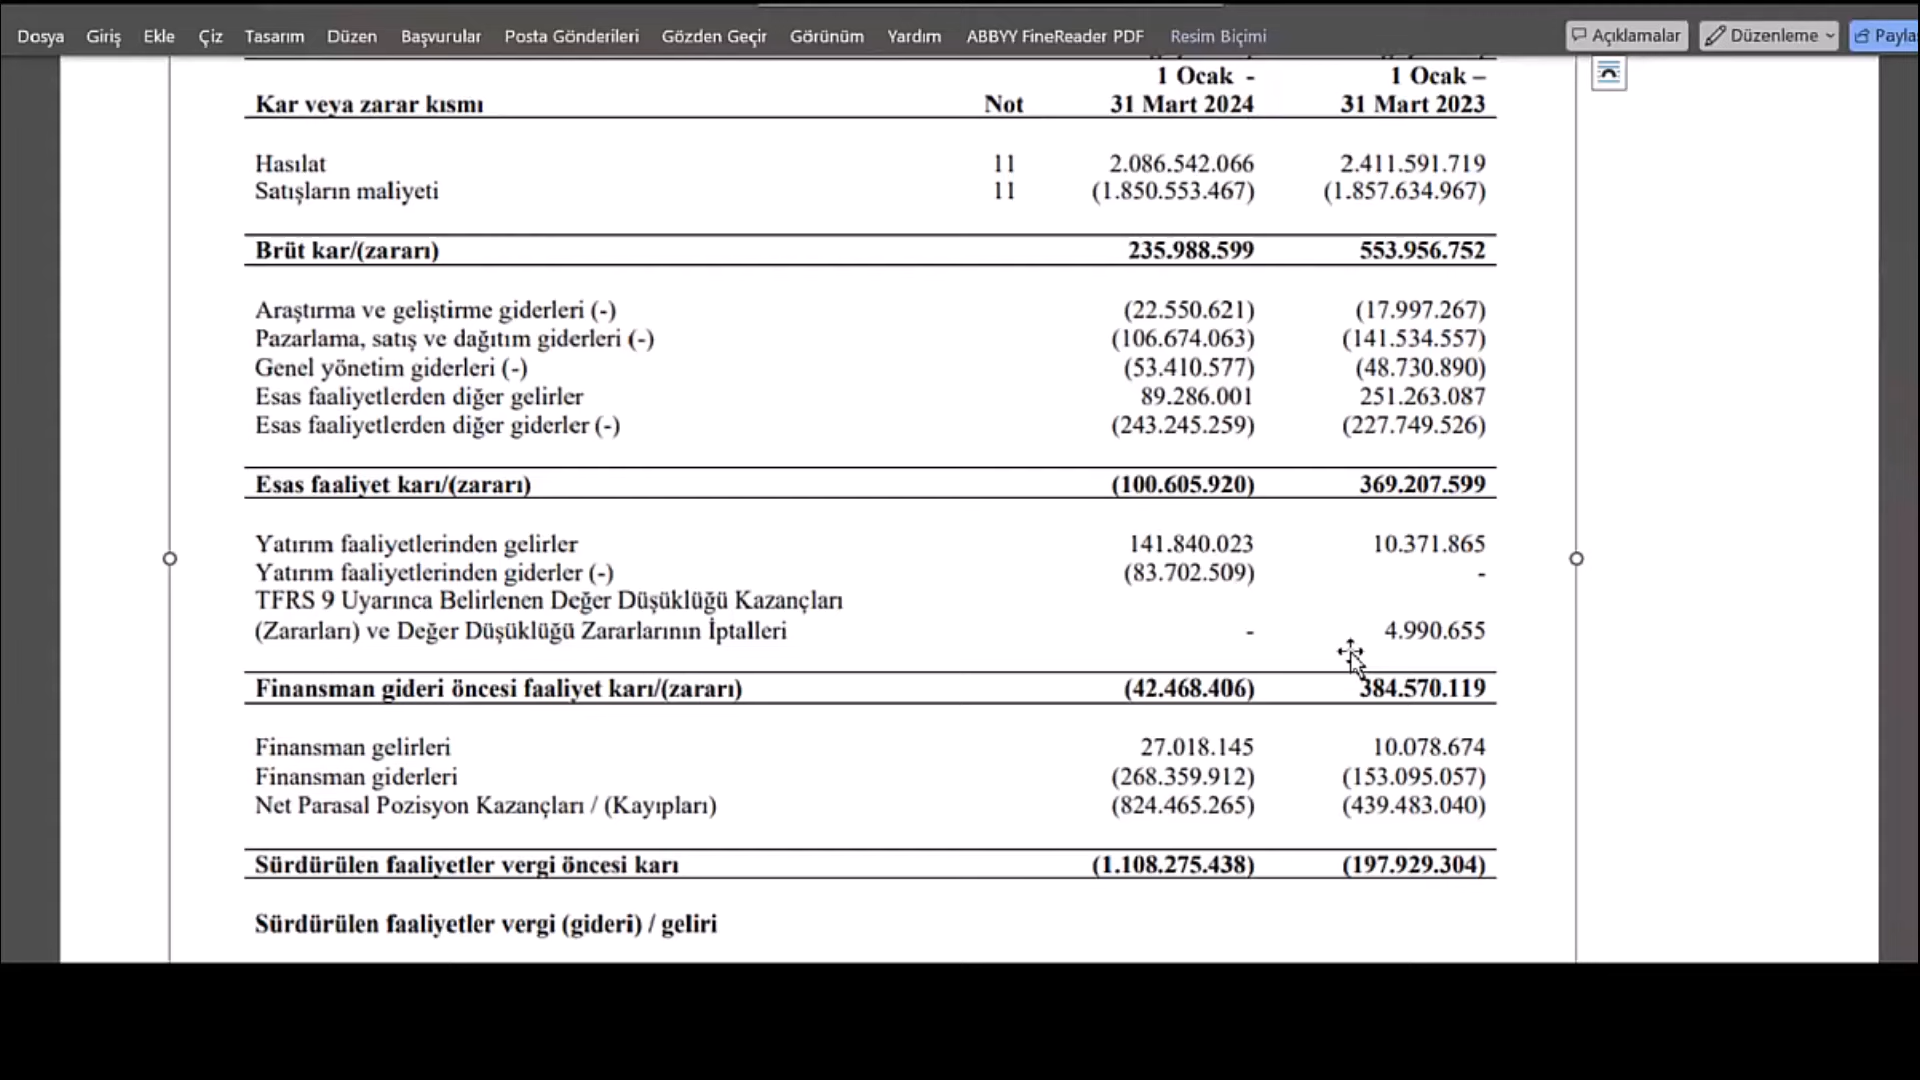 Dosya Giriş Ekle Çiz Tasarım Düzen Başvurular Posta Gönderileri Gözden Geçir Görünüm Yardım ABBYY FineReader PDF Resim Biçimi Açıklamalar Düzenleme Payla
1 Ocak - 1 Ocak –
Kar veya zarar kısmı Not 31 Mart 2024 31 Mart 2023
Hasılat 11 2.086.542.066 2.411.591.719
Satışların maliyeti 11 (1.850.553.467) (1.857.634.967)
Brüt kar/(zararı) 235.988.599 553.956.752
Araştırma ve geliştirme giderleri (-) (22.550.621) (17.997.267)
Pazarlama, satış ve dağıtım giderleri (-) (106.674.063) (141.534.557)
Genel yönetim giderleri (-) (53.410.577) (48.730.890)
Esas faaliyetlerden diğer gelirler 89.286.001 251.263.087
Esas faaliyetlerden diğer giderler (-) (243.245.259) (227.749.526)
Esas faaliyet karı/(zararı) (100.605.920) 369.207.599
Yatırım faaliyetlerinden gelirler 141.840.023 10.371.865
Yatırım faaliyetlerinden giderler (-) (83.702.509) -
TFRS 9 Uyarınca Belirlenen Değer Düşüklüğü Kazançları
(Zararları) ve Değer Düşüklüğü Zararlarının İptalleri - 4.990.655
Finansman gideri öncesi faaliyet karı/(zararı) (42.468.406) 384.570.119
Finansman gelirleri 27.018.145 10.078.674
Finansman giderleri (268.359.912) (153.095.057)
Net Parasal Pozisyon Kazançları / (Kayıpları) (824.465.265) (439.483.040)
Sürdürülen faaliyetler vergi öncesi karı (1.108.275.438) (197.929.304)
Sürdürülen faaliyetler vergi (gideri) / geliri